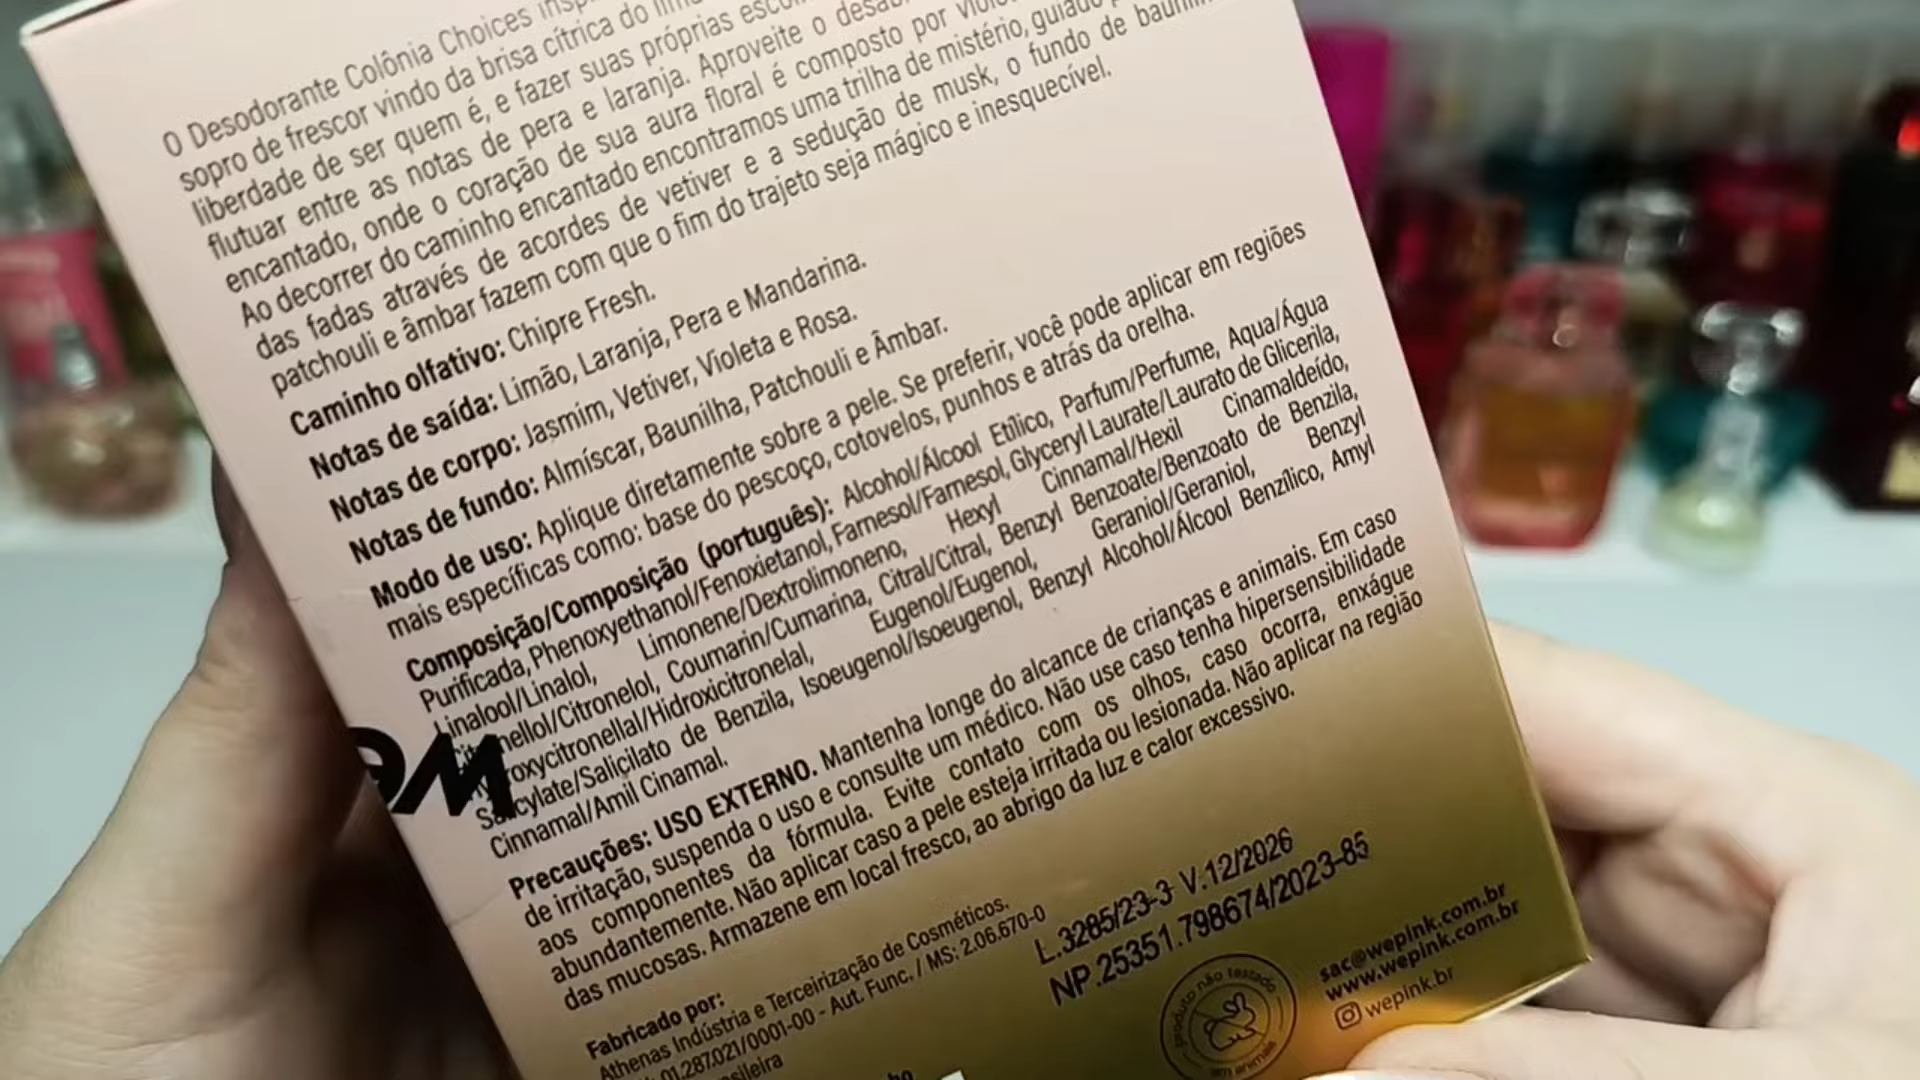 O Desodorante Colônia Choices
sopro de frescor vindo da brisa cítrica do
liberdade de ser quem é, e fazer suas próprias
flutuar entre as notas de pera e laranja. Aproveite o
encantado, onde o coração de sua aura floral é composto por
Ao decorrer do caminho encantado encontramos uma trilha de mistério,
das fadas através de acordes de vetiver e a sedução de musk, o fundo de
patchouli e âmbar fazem com que o fim do trajeto seja mágico e inesquecível.
Caminho olfativo: Chipre Fresh.
Notas de saída: Limão, Laranja, Pera e Mandarina.
Notas de corpo: Jasmim, Vetiver, Violeta e Rosa.
Notas de fundo: Almíscar, Baunilha, Patchouli e Âmbar.
Modo de uso: Aplique diretamente sobre a pele. Se preferir, você pode aplicar em regiões
mais específicas como: base do pescoço, cotovelos, punhos e atrás da orelha.
Composição/Composição (português): Alcohol/Álcool Etílico, Parfum/Perfume, Aqua/Água
Purificada, Phenoxyethanol/Fenoxietanol, Farnesol/Farnesol, Glyceryl Laurate/Laurato de Glicerila,
Linalool/Linalol, Limonene/Dextrolimoneno, Hexyl Cinnamal/Hexil Cinamaldeído,
Citronellol/Citronelol, Coumarin/Cumarina, Citral/Citral, Benzyl Benzoate/Benzoato de Benzila,
Hydroxycitronellal/Hidroxicitronelal, Eugenol/Eugenol, Geraniol/Geraniol, Benzyl
Salicylate/Salicilato de Benzila, Isoeugenol/Isoeugenol, Benzyl Alcohol/Álcool Benzílico, Amyl
Cinnamal/Amil Cinamal.
Precauções: USO EXTERNO. Mantenha longe do alcance de crianças e animais. Em caso
de irritação, suspenda o uso e consulte um médico. Não use caso tenha hipersensibilidade
aos componentes da fórmula. Evite contato com os olhos, caso ocorra, enxágue
abundantemente. Não aplicar caso a pele esteja irritada ou lesionada. Não aplicar na região
das mucosas. Armazene em local fresco, ao abrigo da luz e calor excessivo.
Fabricado por:
Athenas Indústria e Terceirização de Cosméticos.
01.287.021/0001-00 - Aut. Func. / MS: 2.06.670-0
L.3285/23-3 V.12/2026
NP.25351.798674/2023-85
produto não testado
em animais
sac@wepink.com.br
www.wepink.com.br
wepink.br